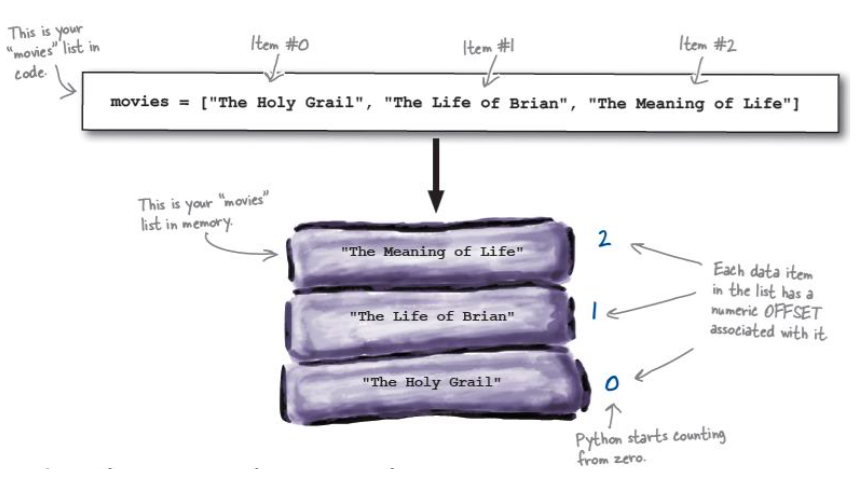 This is your
"movies" list in
code.
Item #0
Item #1
Item #2
movies = ["The Holy Grail", "The Life of Brian", "The Meaning of Life"]
This is your "movies"
list in memory.
"The Meaning of Life"
2
"The Life of Brian"
1
"The Holy Grail"
0
Each data item
in the list has a
numeric OFFSET
associated with it
Python starts counting
from zero.